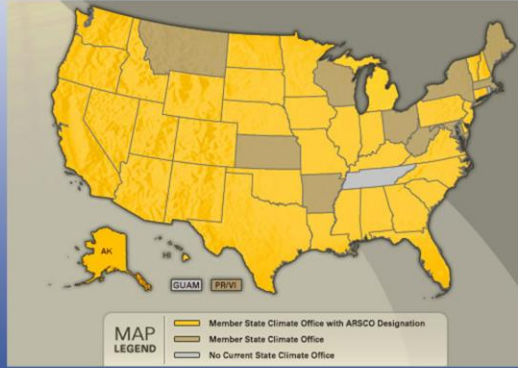 AK
HI
GUAM PR/VI
MAP
LEGEND
Member State Climate Office with ARSCO Designation
Member State Climate Office
No Current State Climate Office